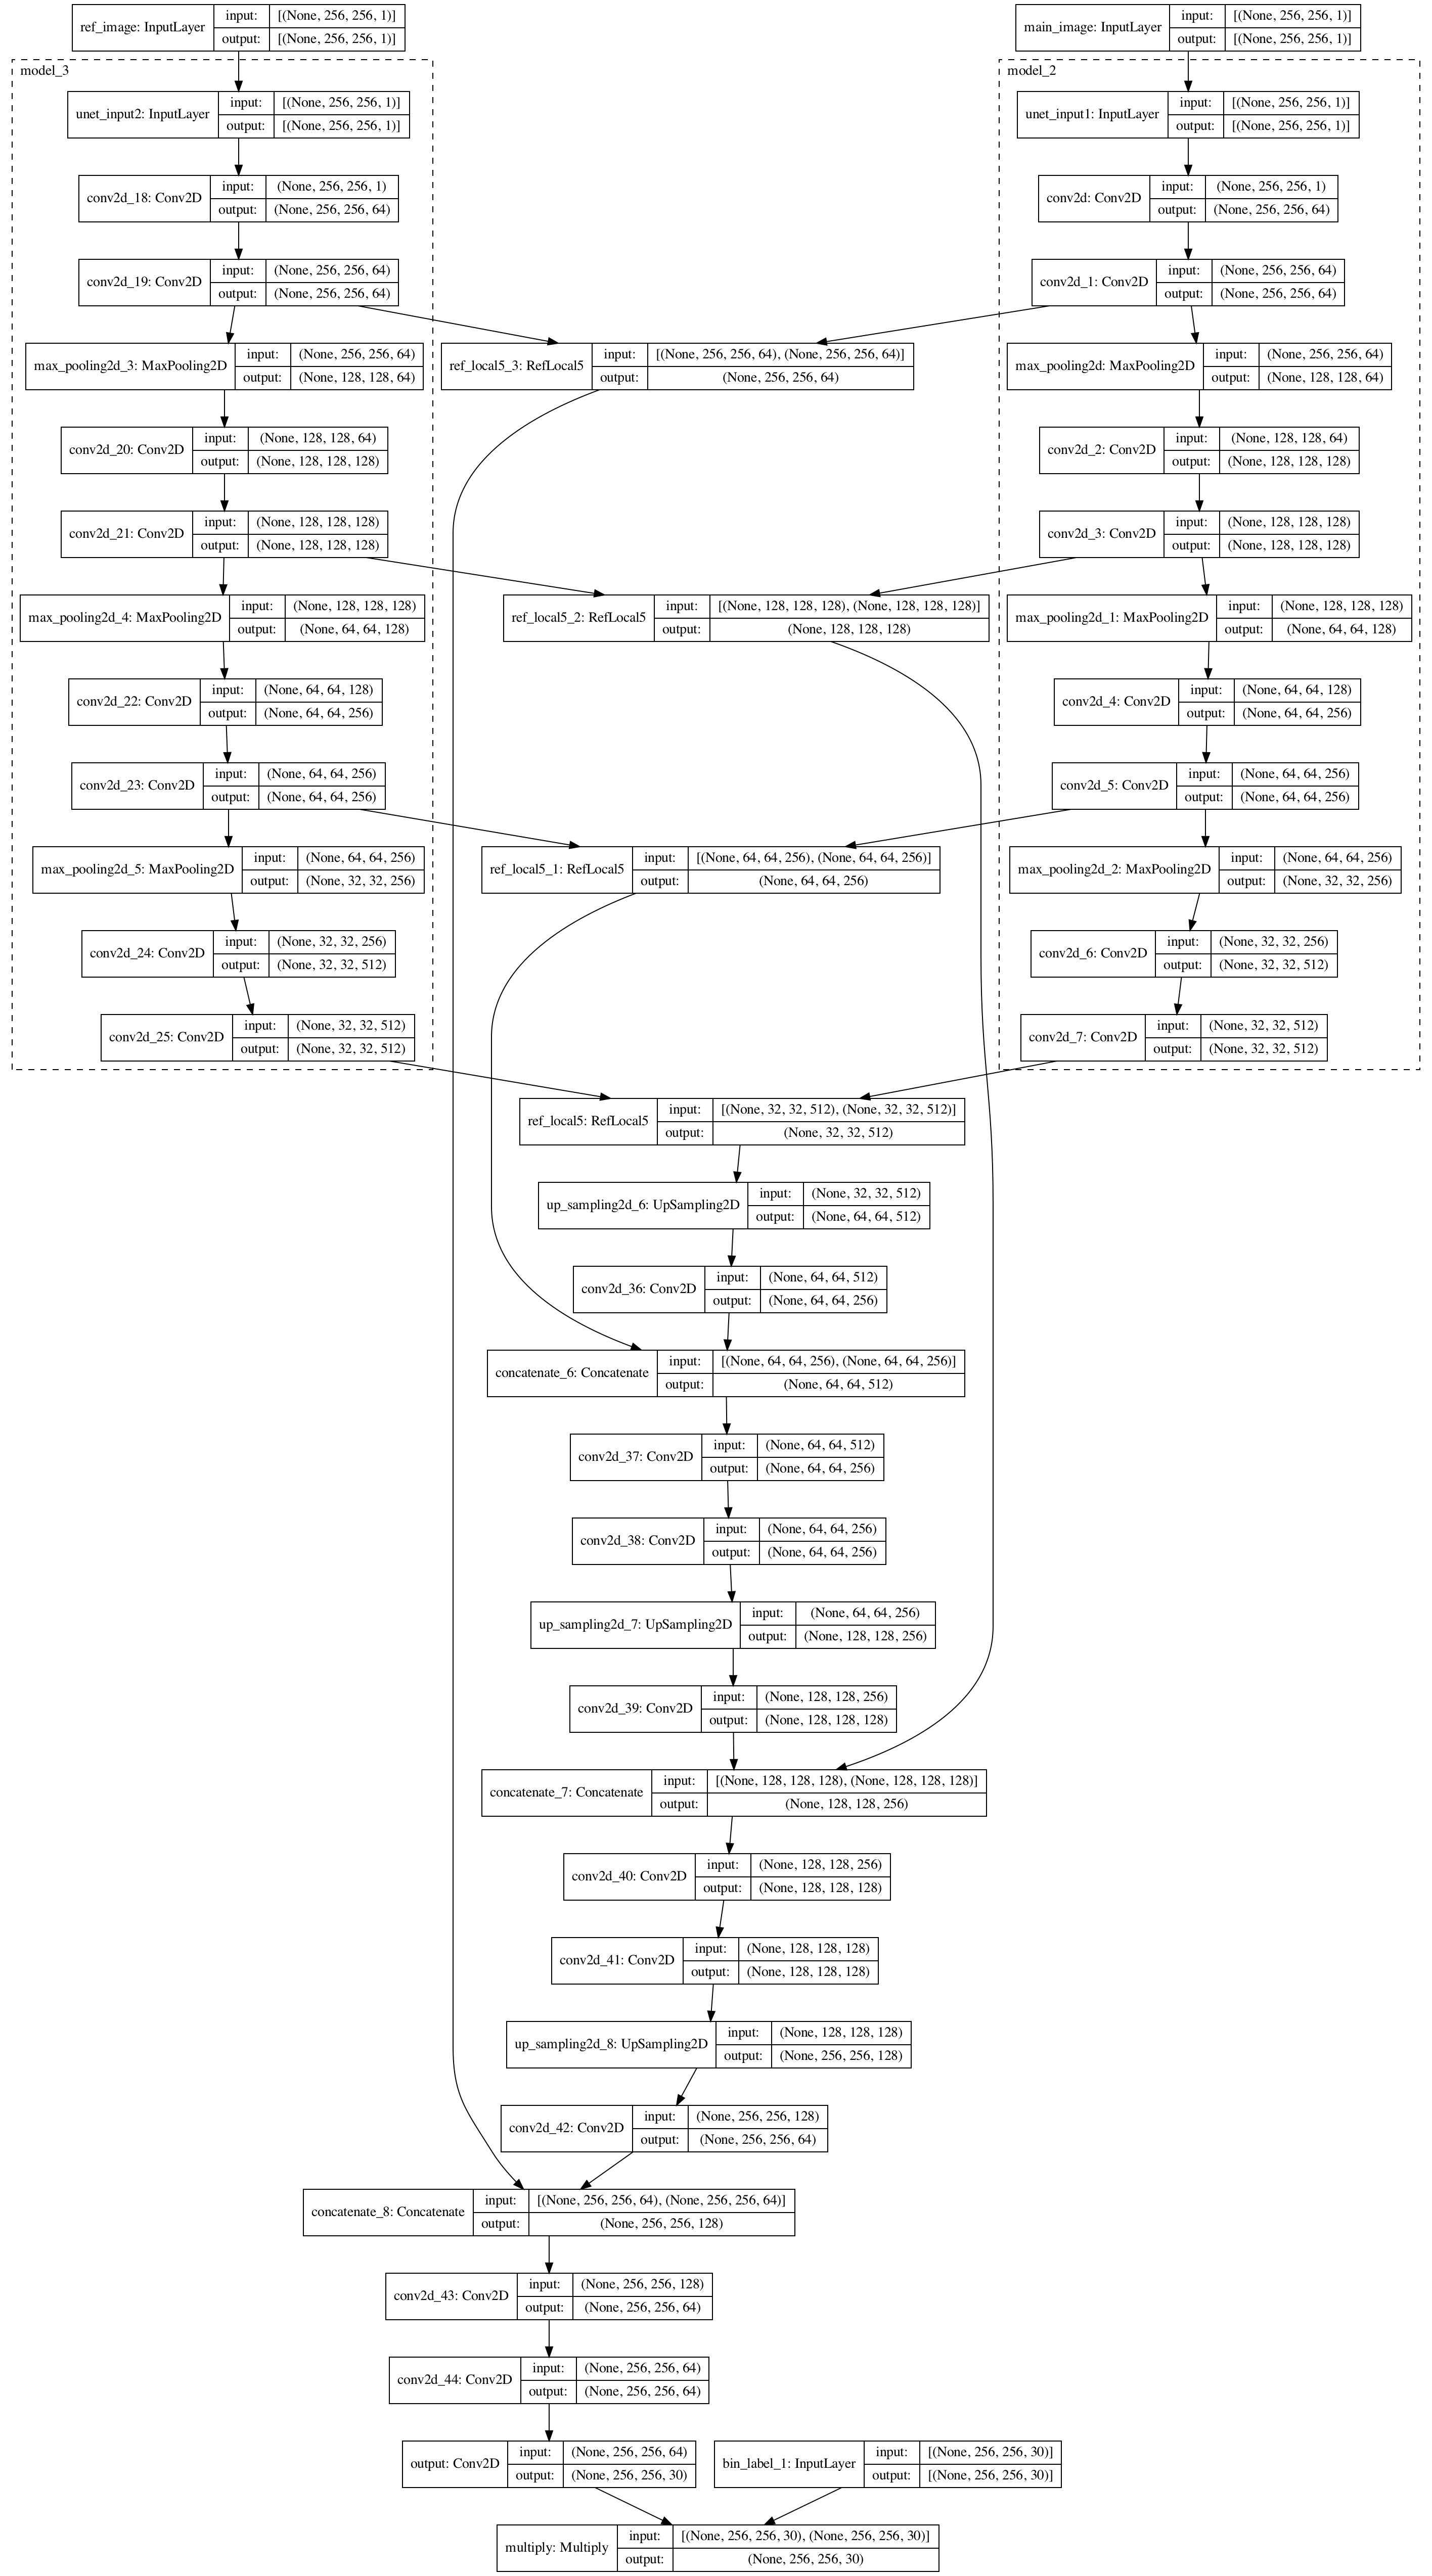 ref_image: InputLayer
input: [(None, 256, 256, 1)]
output: [(None, 256, 256, 1)]
main_image: InputLayer
input: [(None, 256, 256, 1)]
output: [(None, 256, 256, 1)]
model_3
model_2
unet_input2: InputLayer
input: [(None, 256, 256, 1)]
output: [(None, 256, 256, 1)]
unet_input1: InputLayer
input: [(None, 256, 256, 1)]
output: [(None, 256, 256, 1)]
conv2d_18: Conv2D
input: (None, 256, 256, 1)
output: (None, 256, 256, 64)
conv2d: Conv2D
input: (None, 256, 256, 1)
output: (None, 256, 256, 64)
conv2d_19: Conv2D
input: (None, 256, 256, 64)
output: (None, 256, 256, 64)
conv2d_1: Conv2D
input: (None, 256, 256, 64)
output: (None, 256, 256, 64)
max_pooling2d_3: MaxPooling2D
input: (None, 256, 256, 64)
output: (None, 128, 128, 64)
ref_local5_3: RefLocal5
input: [(None, 256, 256, 64), (None, 256, 256, 64)]
output: (None, 256, 256, 64)
max_pooling2d: MaxPooling2D
input: (None, 256, 256, 64)
output: (None, 128, 128, 64)
conv2d_20: Conv2D
input: (None, 128, 128, 64)
output: (None, 128, 128, 128)
conv2d_2: Conv2D
input: (None, 128, 128, 64)
output: (None, 128, 128, 128)
conv2d_21: Conv2D
input: (None, 128, 128, 128)
output: (None, 128, 128, 128)
conv2d_3: Conv2D
input: (None, 128, 128, 128)
output: (None, 128, 128, 128)
max_pooling2d_4: MaxPooling2D
input: (None, 128, 128, 128)
output: (None, 64, 64, 128)
ref_local5_2: RefLocal5
input: [(None, 128, 128, 128), (None, 128, 128, 128)]
output: (None, 128, 128, 128)
max_pooling2d_1: MaxPooling2D
input: (None, 128, 128, 128)
output: (None, 64, 64, 128)
conv2d_22: Conv2D
input: (None, 64, 64, 128)
output: (None, 64, 64, 256)
conv2d_4: Conv2D
input: (None, 64, 64, 128)
output: (None, 64, 64, 256)
conv2d_23: Conv2D
input: (None, 64, 64, 256)
output: (None, 64, 64, 256)
conv2d_5: Conv2D
input: (None, 64, 64, 256)
output: (None, 64, 64, 256)
max_pooling2d_5: MaxPooling2D
input: (None, 64, 64, 256)
output: (None, 32, 32, 256)
ref_local5_1: RefLocal5
input: [(None, 64, 64, 256), (None, 64, 64, 256)]
output: (None, 64, 64, 256)
max_pooling2d_2: MaxPooling2D
input: (None, 64, 64, 256)
output: (None, 32, 32, 256)
conv2d_24: Conv2D
input: (None, 32, 32, 256)
output: (None, 32, 32, 512)
conv2d_6: Conv2D
input: (None, 32, 32, 256)
output: (None, 32, 32, 512)
conv2d_25: Conv2D
input: (None, 32, 32, 512)
output: (None, 32, 32, 512)
conv2d_7: Conv2D
input: (None, 32, 32, 512)
output: (None, 32, 32, 512)
ref_local5: RefLocal5
input: [(None, 32, 32, 512), (None, 32, 32, 512)]
output: (None, 32, 32, 512)
up_sampling2d_6: UpSampling2D
input: (None, 32, 32, 512)
output: (None, 64, 64, 512)
conv2d_36: Conv2D
input: (None, 64, 64, 512)
output: (None, 64, 64, 256)
concatenate_6: Concatenate
input: [(None, 64, 64, 256), (None, 64, 64, 256)]
output: (None, 64, 64, 512)
conv2d_37: Conv2D
input: (None, 64, 64, 512)
output: (None, 64, 64, 256)
conv2d_38: Conv2D
input: (None, 64, 64, 256)
output: (None, 64, 64, 256)
up_sampling2d_7: UpSampling2D
input: (None, 64, 64, 256)
output: (None, 128, 128, 256)
conv2d_39: Conv2D
input: (None, 128, 128, 256)
output: (None, 128, 128, 128)
concatenate_7: Concatenate
input: [(None, 128, 128, 128), (None, 128, 128, 128)]
output: (None, 128, 128, 256)
conv2d_40: Conv2D
input: (None, 128, 128, 256)
output: (None, 128, 128, 128)
conv2d_41: Conv2D
input: (None, 128, 128, 128)
output: (None, 128, 128, 128)
up_sampling2d_8: UpSampling2D
input: (None, 128, 128, 128)
output: (None, 256, 256, 128)
conv2d_42: Conv2D
input: (None, 256, 256, 128)
output: (None, 256, 256, 64)
concatenate_8: Concatenate
input: [(None, 256, 256, 64), (None, 256, 256, 64)]
output: (None, 256, 256, 128)
conv2d_43: Conv2D
input: (None, 256, 256, 128)
output: (None, 256, 256, 64)
conv2d_44: Conv2D
input: (None, 256, 256, 64)
output: (None, 256, 256, 64)
output: Conv2D
input: (None, 256, 256, 64)
output: (None, 256, 256, 30)
bin_label_1: InputLayer
input: [(None, 256, 256, 30)]
output: [(None, 256, 256, 30)]
multiply: Multiply
input: [(None, 256, 256, 30), (None, 256, 256, 30)]
output: (None, 256, 256, 30)